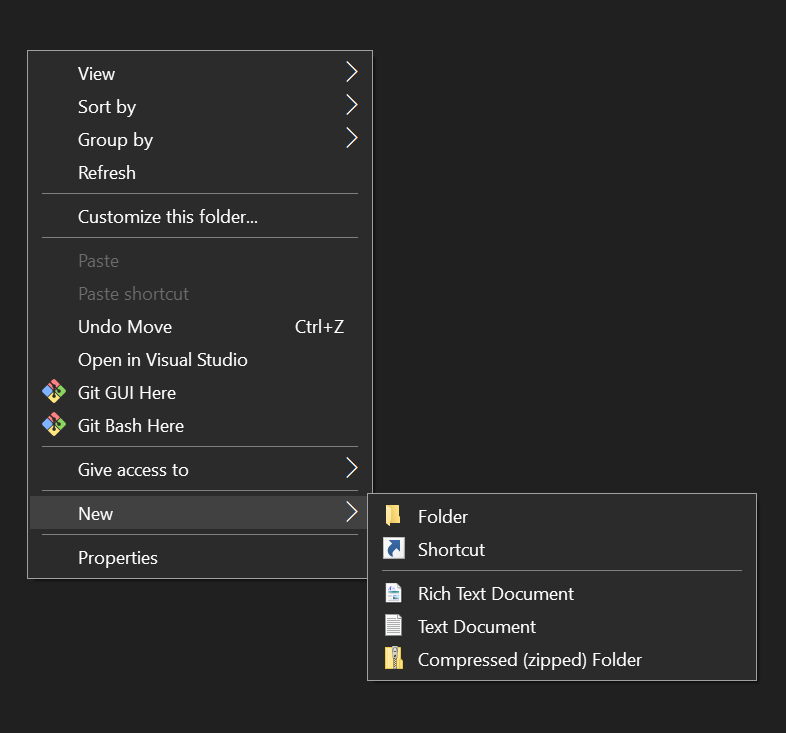 View
Sort by
Group by
Refresh
Customize this folder...
Paste
Paste shortcut
Undo Move Ctrl+Z
Open in Visual Studio
Git GUI Here
Git Bash Here
Give access to
New
Properties
Folder
Shortcut
Rich Text Document
Text Document
Compressed (zipped) Folder